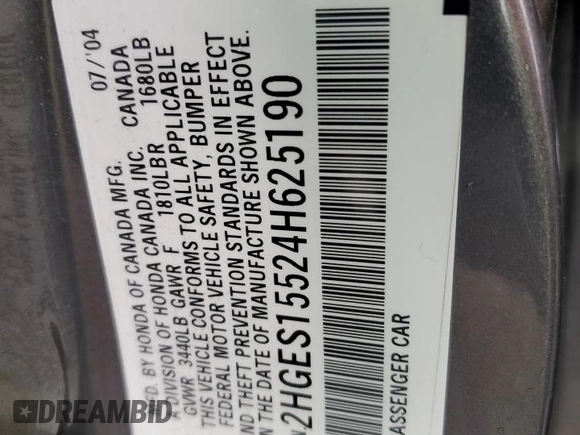 MFD. BY HONDA OF CANADA MFG. 07/'04
A DIVISION OF HONDA CANADA INC. CANADA
GVWR 3440LB GAWR F 1810LBR 1680LB
THIS VEHICLE CONFORMS TO ALL APPLICABLE
FEDERAL MOTOR VEHICLE SAFETY, BUMPER
AND THEFT PREVENTION STANDARDS IN EFFECT
ON THE DATE OF MANUFACTURE SHOWN ABOVE.
2HGES15524H625190
PASSENGER CAR
DREAMBID